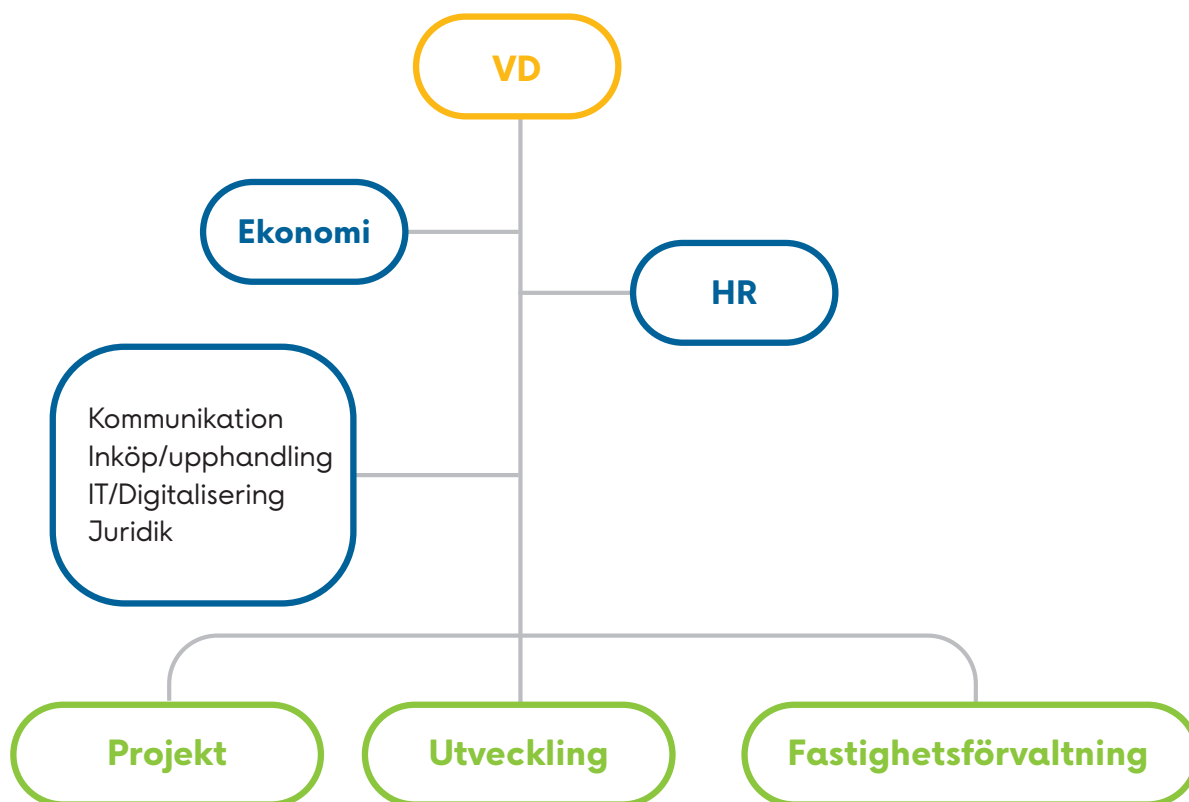 VD
Ekonomi
HR
Kommunikation
Inköp/upphandling
IT/Digitalisering
Juridik
Projekt
Utveckling
Fastighetsförvaltning